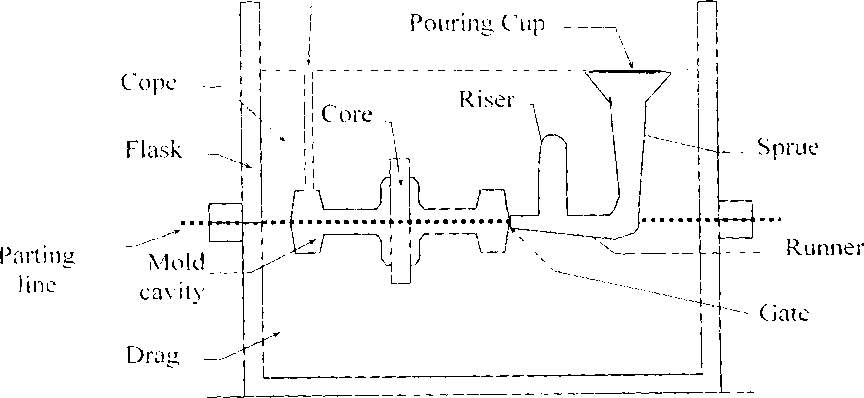 Pouring Cup
Cope
Riser
Core
Flask
Sprue
Parting
line
Mold
cavity
Runner
Gate
Drag